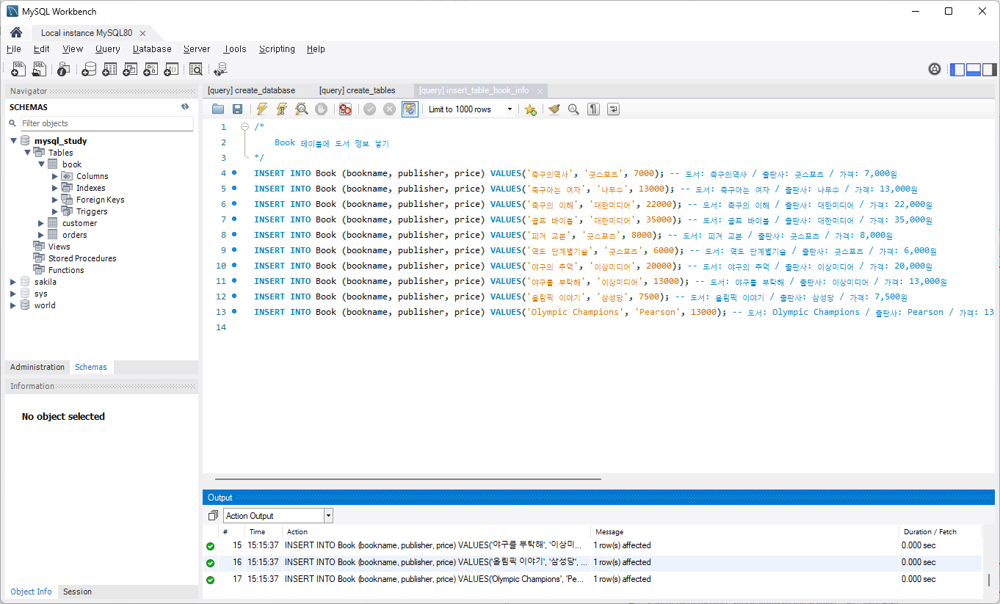 MySQL Workbench
Local instance MySQL80
File Edit View Query Database Server Tools Scripting Help
Navigator
SCHEMAS
Filter objects
mysql_study
Tables
book
Columns
Indexes
Foreign Keys
Triggers
customer
orders
Views
Stored Procedures
Functions
sakila
sys
world
Administration Schemas
Information
No object selected
Object Info Session
[query] create_database [query] create_tables [query] insert_table_book_info
Limit to 1000 rows
1 /*
2 Book 테이블에 도서 정보 넣기
3 */
4 INSERT INTO Book (bookname, publisher, price) VALUES('축구의역사', '굿스포츠', 7000); -- 도서: 축구의역사 / 출판사: 굿스포츠 / 가격: 7,000원
5 INSERT INTO Book (bookname, publisher, price) VALUES('축구아는 여자', '나무수', 13000); -- 도서: 축구아는 여자 / 출판사: 나무수 / 가격: 13,000원
6 INSERT INTO Book (bookname, publisher, price) VALUES('축구의 이해', '대한미디어', 22000); -- 도서: 축구의 이해 / 출판사: 대한미디어 / 가격: 22,000원
7 INSERT INTO Book (bookname, publisher, price) VALUES('골프 바이블', '대한미디어', 35000); -- 도서: 골프 바이블 / 출판사: 대한미디어 / 가격: 35,000원
8 INSERT INTO Book (bookname, publisher, price) VALUES('피겨 교본', '굿스포츠', 8000); -- 도서: 피겨 교본 / 출판사: 굿스포츠 / 가격: 8,000원
9 INSERT INTO Book (bookname, publisher, price) VALUES('역도 단계별기술', '굿스포츠', 6000); -- 도서: 역도 단계별기술 / 출판사: 굿스포츠 / 가격: 6,000원
10 INSERT INTO Book (bookname, publisher, price) VALUES('야구의 추억', '이상미디어', 20000); -- 도서: 야구의 추억 / 출판사: 이상미디어 / 가격: 20,000원
11 INSERT INTO Book (bookname, publisher, price) VALUES('야구를 부탁해', '이상미디어', 13000); -- 도서: 야구를 부탁해 / 출판사: 이상미디어 / 가격: 13,000원
12 INSERT INTO Book (bookname, publisher, price) VALUES('올림픽 이야기', '삼성당', 7500); -- 도서: 올림픽 이야기 / 출판사: 삼성당 / 가격: 7,500원
13 INSERT INTO Book (bookname, publisher, price) VALUES('Olympic Champions', 'Pearson', 13000); -- 도서: Olympic Champions / 출판사: Pearson / 가격: 13
14
Output
Action Output
# Time Action Message Duration / Fetch
15 15:15:37 INSERT INTO Book (bookname, publisher, price) VALUES('야구를 부탁해', '이상미... 1 row(s) affected 0.000 sec
16 15:15:37 INSERT INTO Book (bookname, publisher, price) VALUES('올림픽 이야기', '삼성당', ... 1 row(s) affected 0.000 sec
17 15:15:37 INSERT INTO Book (bookname, publisher, price) VALUES('Olympic Champions', 'Pe... 1 row(s) affected 0.000 sec